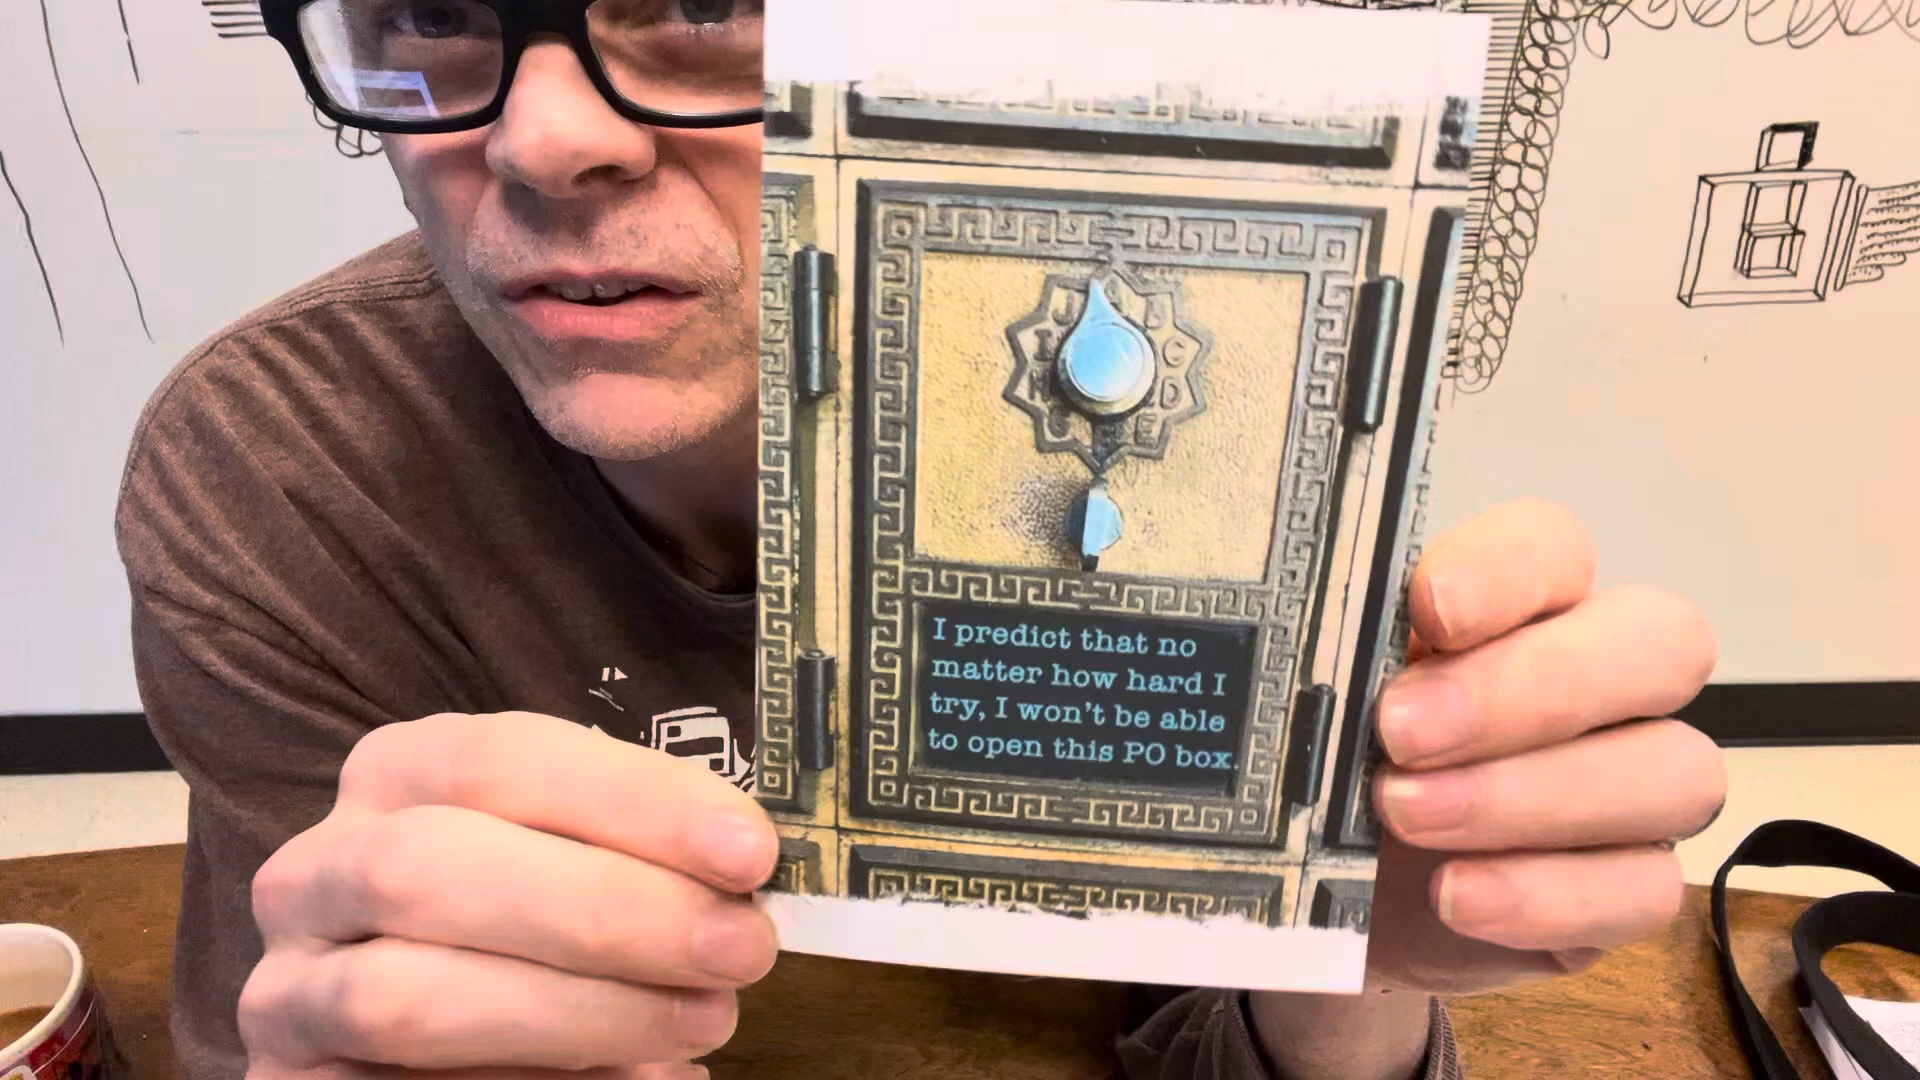 I predict that no
matter how hard I
try, I won't be able
to open this PO box.